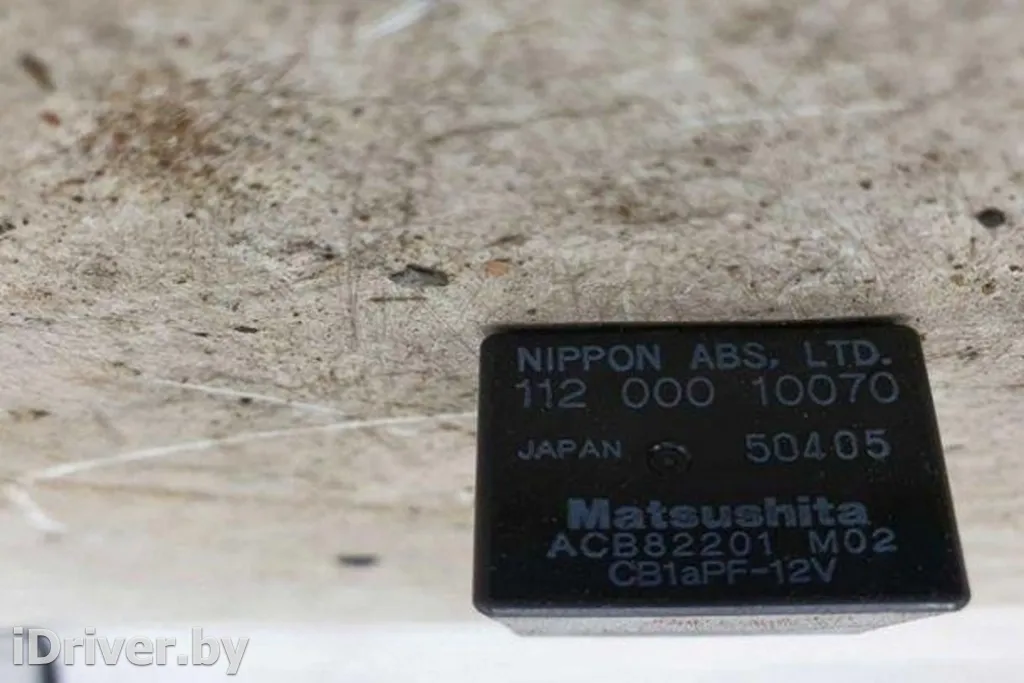 NIPPON ABS, LTD.
112 000 10070
JAPAN 50405
Matsushita
ACB82201 M02
CB1aPF-12V
iDriver.by